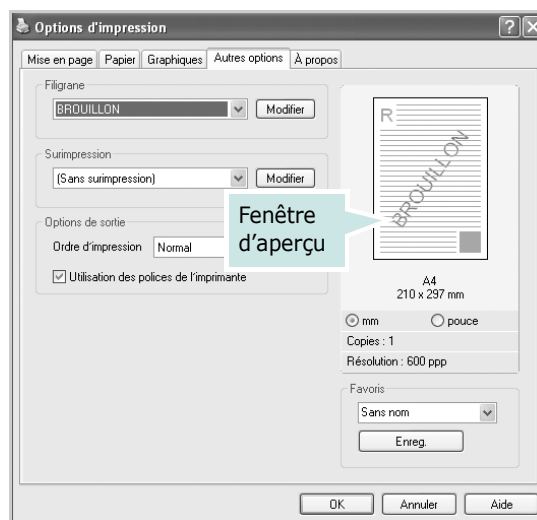 Options d'impression
Mise en page Papier Graphiques Autres options À propos
Filigrane
BROUILLON Modifier
Surimpression
(Sans surimpression) Modifier
Options de sortie
Ordre d'impression Normal
Utilisation des polices de l'imprimante
Fenêtre
d'aperçu
R
BROUILLON
A4
210 x 297 mm
mm pouce
Copies : 1
Résolution : 600 ppp
Favoris
Sans nom
Enreg.
OK Annuler Aide